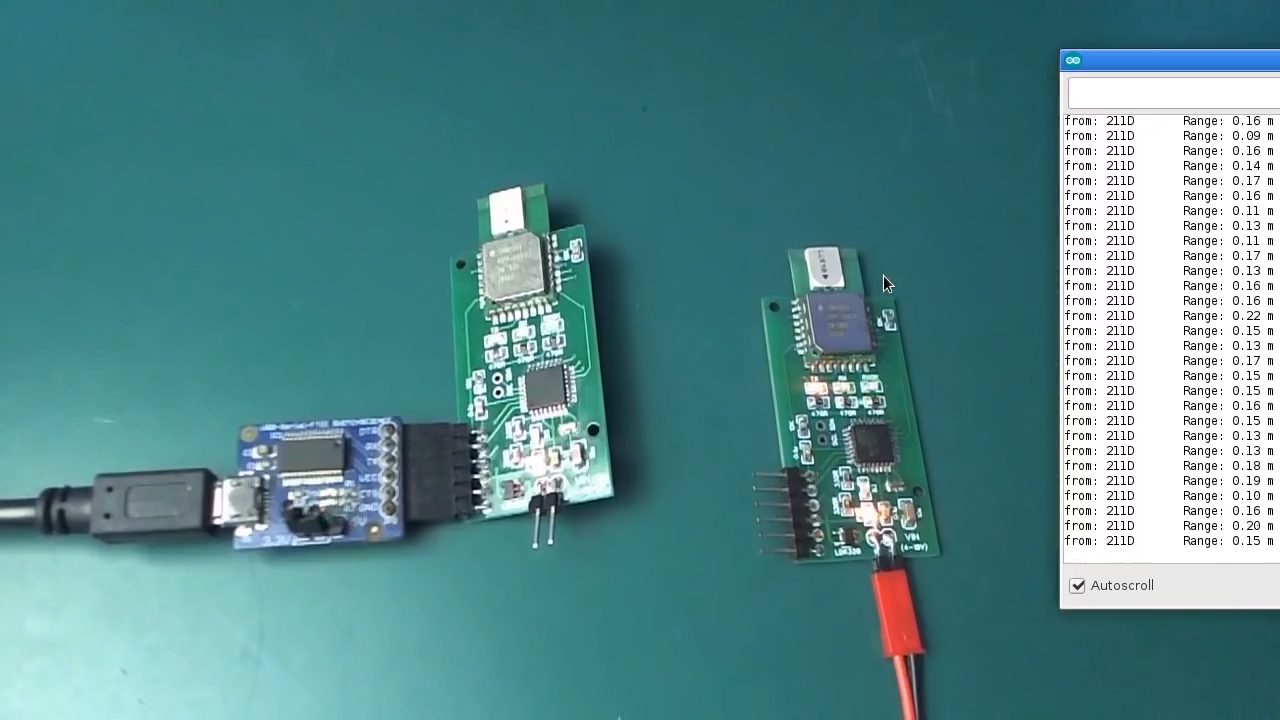 from: 211D Range: 0.16 m
from: 211D Range: 0.09 m
from: 211D Range: 0.16 m
from: 211D Range: 0.14 m
from: 211D Range: 0.17 m
from: 211D Range: 0.16 m
from: 211D Range: 0.11 m
from: 211D Range: 0.13 m
from: 211D Range: 0.11 m
from: 211D Range: 0.17 m
from: 211D Range: 0.13 m
from: 211D Range: 0.16 m
from: 211D Range: 0.16 m
from: 211D Range: 0.22 m
from: 211D Range: 0.15 m
from: 211D Range: 0.13 m
from: 211D Range: 0.17 m
from: 211D Range: 0.15 m
from: 211D Range: 0.15 m
from: 211D Range: 0.16 m
from: 211D Range: 0.15 m
from: 211D Range: 0.13 m
from: 211D Range: 0.13 m
from: 211D Range: 0.18 m
from: 211D Range: 0.19 m
from: 211D Range: 0.10 m
from: 211D Range: 0.16 m
from: 211D Range: 0.20 m
from: 211D Range: 0.15 m
Autoscroll
470R 470R 470R
VIN
3.3V